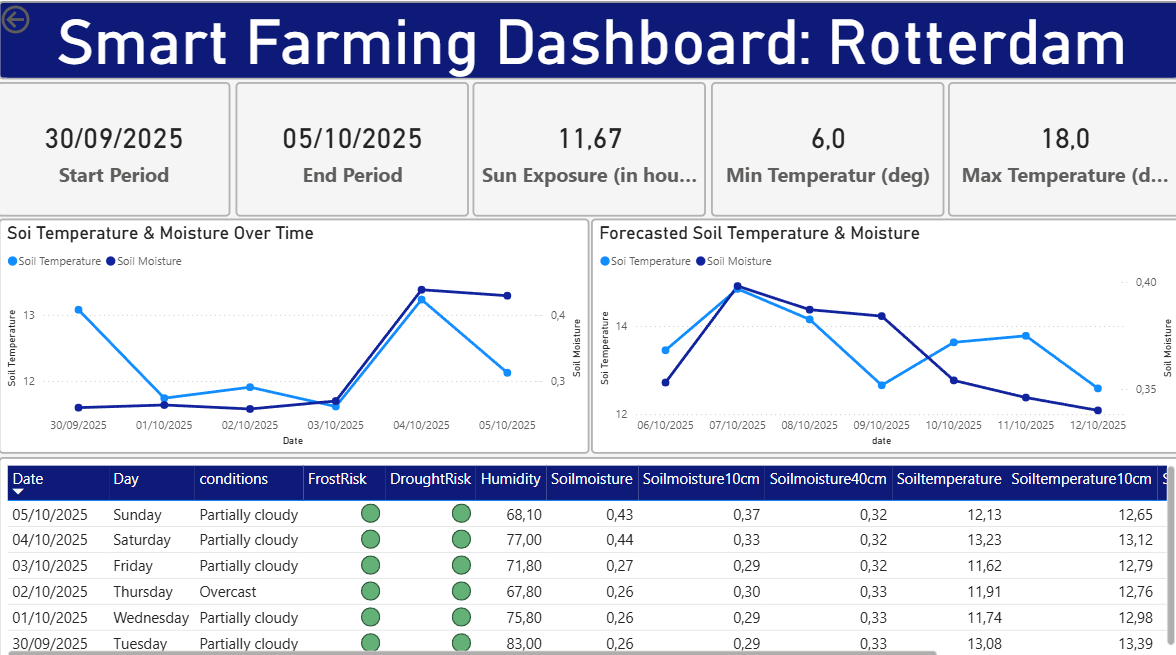 Smart Farming Dashboard: Rotterdam
30/09/2025
Start Period
05/10/2025
End Period
11,67
Sun Exposure (in hou...
6,0
Min Temperatur (deg)
18,0
Max Temperature (d...
Soi Temperature & Moisture Over Time
Soil Temperature Soil Moisture
Soil Temperature
13
12
0,4
0,3
Soil Moisture
30/09/2025 01/10/2025 02/10/2025 03/10/2025 04/10/2025 05/10/2025
Date
Forecasted Soil Temperature & Moisture
Soi Temperature Soil Moisture
Soi Temperature
14
12
0,40
0,35
Soil Moisture
06/10/2025 07/10/2025 08/10/2025 09/10/2025 10/10/2025 11/10/2025 12/10/2025
date
Date Day conditions FrostRisk DroughtRisk Humidity Soilmoisture Soilmoisture10cm Soilmoisture40cm Soiltemperature Soiltemperature10cm S
05/10/2025 Sunday Partially cloudy 68,10 0,43 0,37 0,32 12,13 12,65
04/10/2025 Saturday Partially cloudy 77,00 0,44 0,33 0,32 13,23 13,12
03/10/2025 Friday Partially cloudy 71,80 0,27 0,29 0,32 11,62 12,79
02/10/2025 Thursday Overcast 67,80 0,26 0,30 0,33 11,91 12,76
01/10/2025 Wednesday Partially cloudy 75,80 0,26 0,29 0,33 11,74 12,98
30/09/2025 Tuesday Partially cloudy 83,00 0,26 0,29 0,33 13,08 13,39